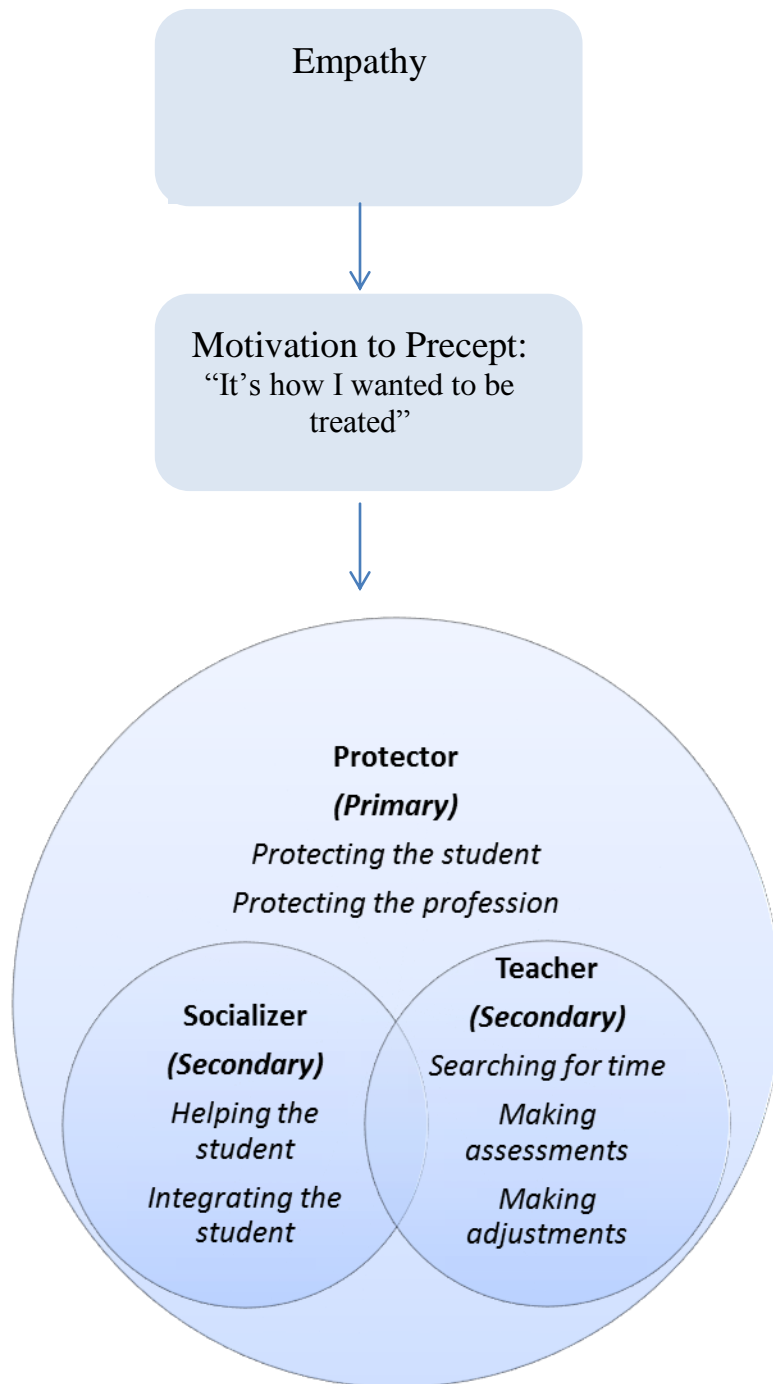 Empathy
Motivation to Precept:
“It’s how I wanted to be
treated”
Protector
(Primary)
Protecting the student
Protecting the profession
Socializer
(Secondary)
Helping the
student
Integrating the
student
Teacher
(Secondary)
Searching for time
Making
assessments
Making
adjustments